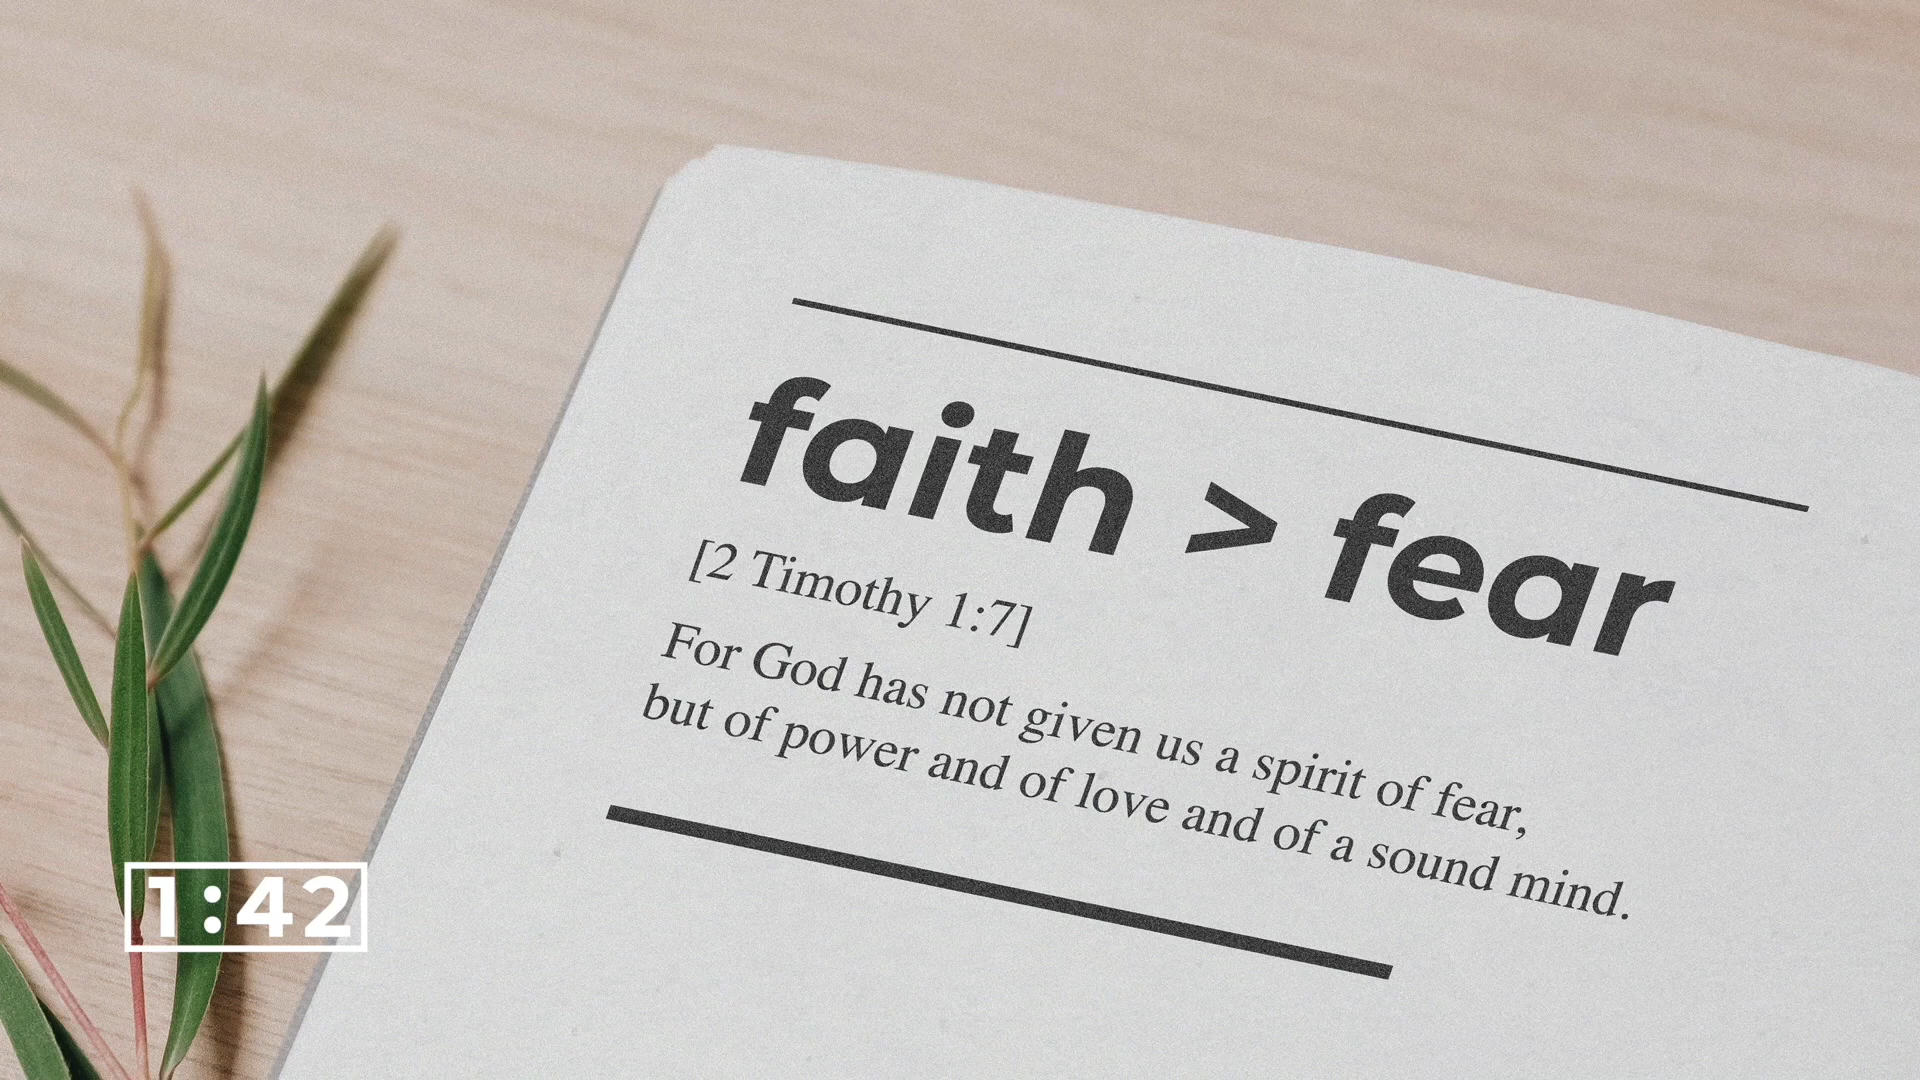 faith > fear
[2 Timothy 1:7]
For God has not given us a spirit of fear,
but of power and of love and of a sound mind.
1:42